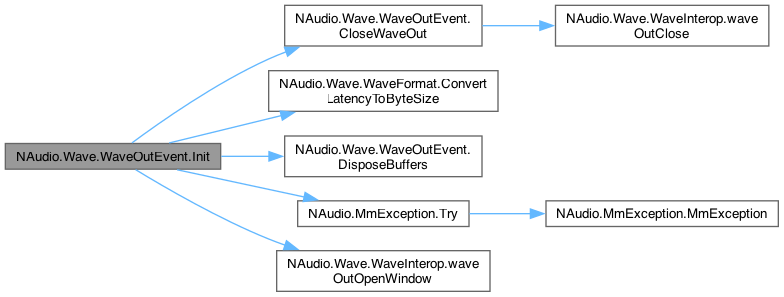 NAudio.Wave.WaveOutEvent.Init
NAudio.Wave.WaveOutEvent.
CloseWaveOut
NAudio.Wave.WaveInterop.wave
OutClose
NAudio.Wave.WaveFormat.Convert
LatencyToByteSize
NAudio.Wave.WaveOutEvent.
DisposeBuffers
NAudio.MmException.Try
NAudio.MmException.MmException
NAudio.Wave.WaveInterop.wave
OutOpenWindow